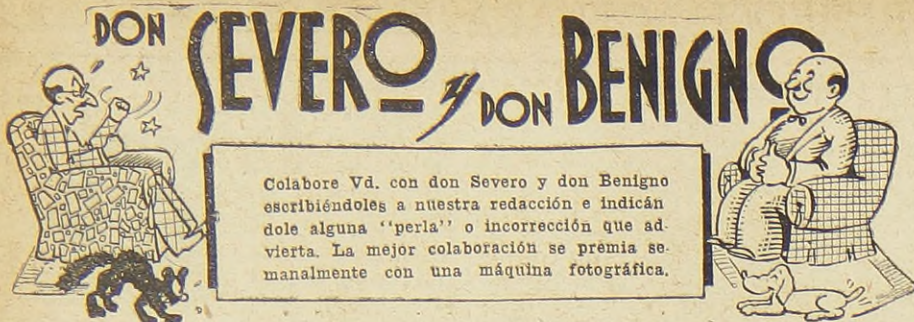 DON SEVERO y DON BENIGNO
Colabore Vd. con don Severo y don Benigno
escribiéndoles a nuestra redacción e indicán
dole alguna “perla” o incorrección que ad-
vierta. La mejor colaboración se premia se-
manalmente con una máquina fotográfica.